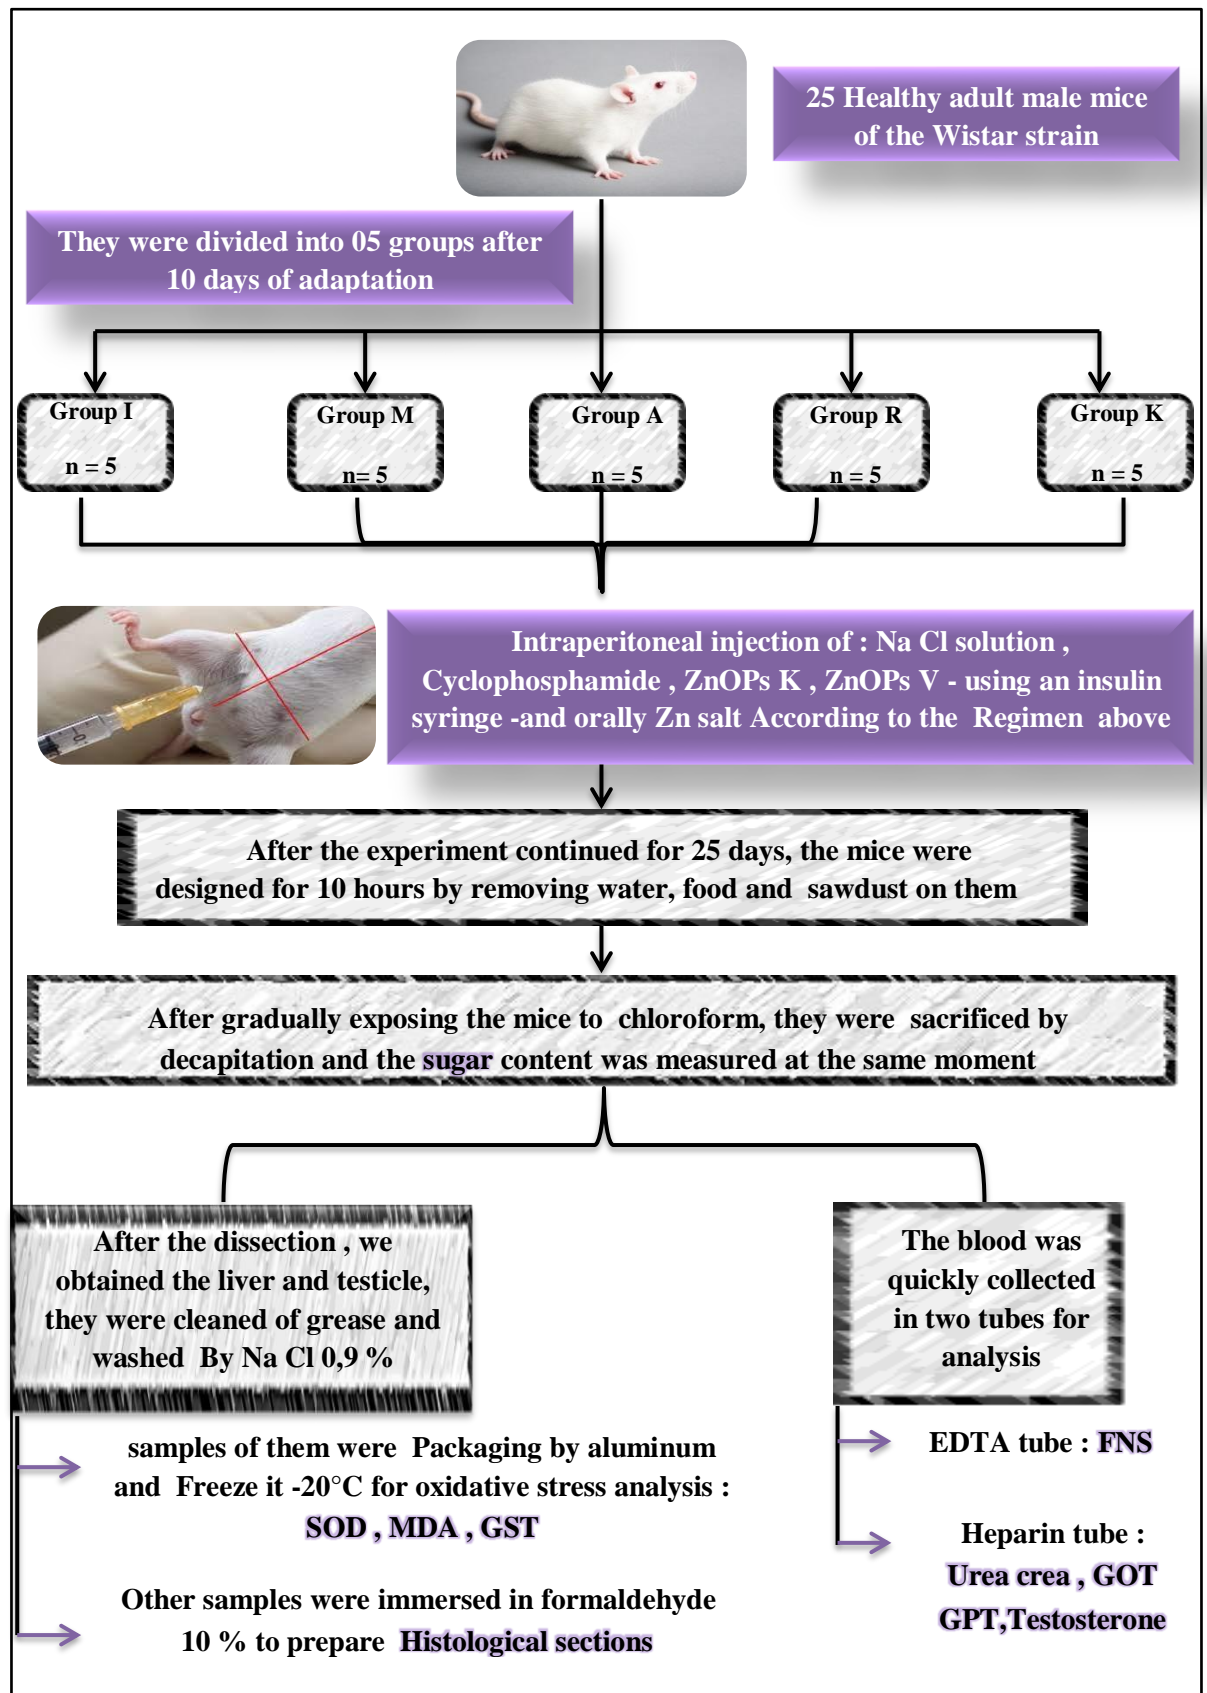 25 Healthy adult male mice
of the Wistar strain
They were divided into 05 groups after
10 days of adaptation
Group I
n = 5
Group M
n= 5
Group A
n = 5
Group R
n = 5
Group K
n = 5
Intraperitoneal injection of : Na Cl solution ,
Cyclophosphamide , ZnOPs K , ZnOPs V - using an insulin
syringe -and orally Zn salt According to the Regimen above
After the experiment continued for 25 days, the mice were
designed for 10 hours by removing water, food and sawdust on them
After gradually exposing the mice to chloroform, they were sacrificed by
decapitation and the sugar content was measured at the same moment
After the dissection , we
obtained the liver and testicle,
they were cleaned of grease and
washed By Na Cl 0,9 %
The blood was
quickly collected
in two tubes for
analysis
samples of them were Packaging by aluminum
and Freeze it -20°C for oxidative stress analysis :
SOD , MDA , GST
Other samples were immersed in formaldehyde
10 % to prepare Histological sections
EDTA tube : FNS
Heparin tube :
Urea crea , GOT
GPT,Testosterone